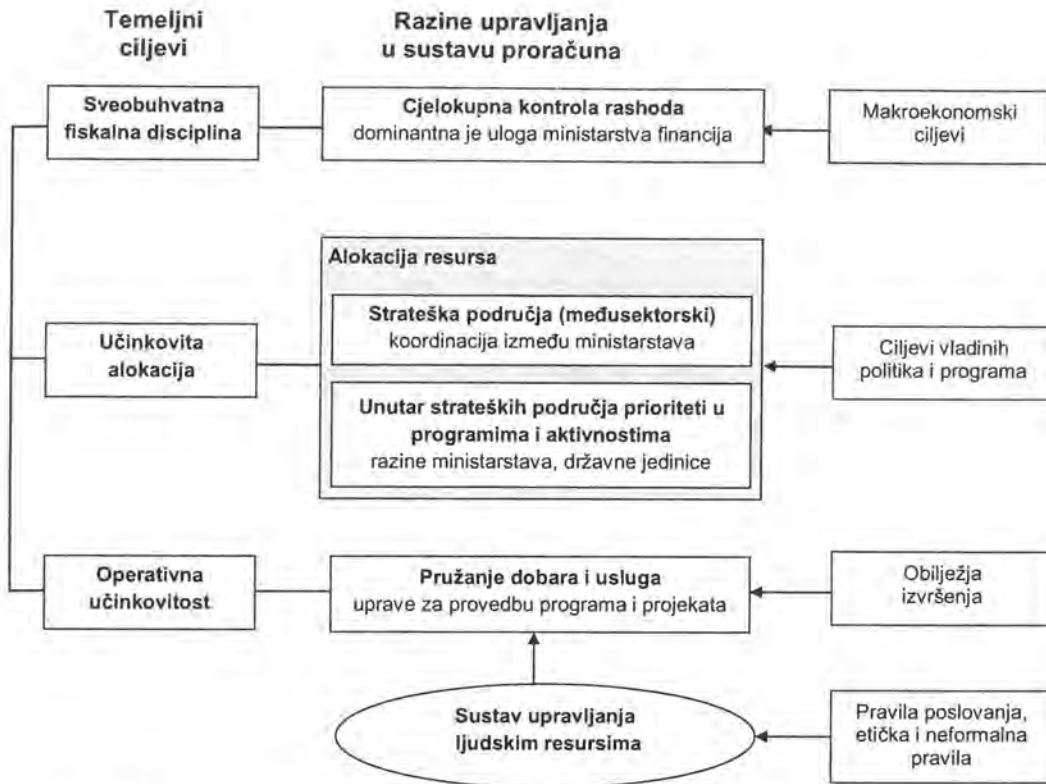 Temeljni
ciljevi
Razine upravljanja
u sustavu proračuna
Sveobuhvatna
fiskalna disciplina
Cjelokupna kontrola rashoda
dominantna je uloga ministarstva financija
Makroekonomski
ciljevi
Alokacija resursa
Strateška područja (međusektorski)
koordinacija između ministarstava
Učinkovita
alokacija
Ciljevi vladinih
politika i programa
Unutar strateških područja prioriteti u
programima i aktivnostima
razine ministarstava, državne jedinice
Operativna
učinkovitost
Pružanje dobara i usluga
uprave za provedbu programa i projekata
Obilježja
izvršenja
Sustav upravljanja
ljudskim resursima
Pravila poslovanja,
etička i neformalna
pravila